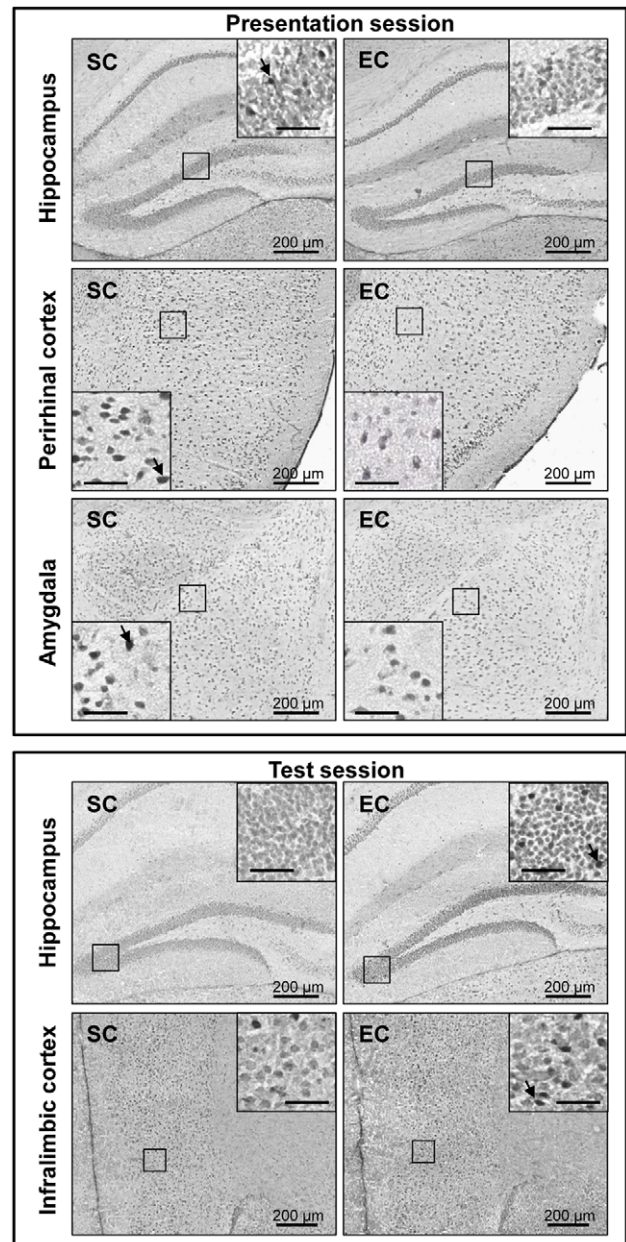 Presentation session
Hippocampus
SC
200 µm
EC
200 µm
Perirhinal cortex
SC
200 µm
EC
200 µm
Amygdala
SC
200 µm
EC
200 µm
Test session
Hippocampus
SC
200 µm
EC
200 µm
Infralimbic cortex
SC
200 µm
EC
200 µm